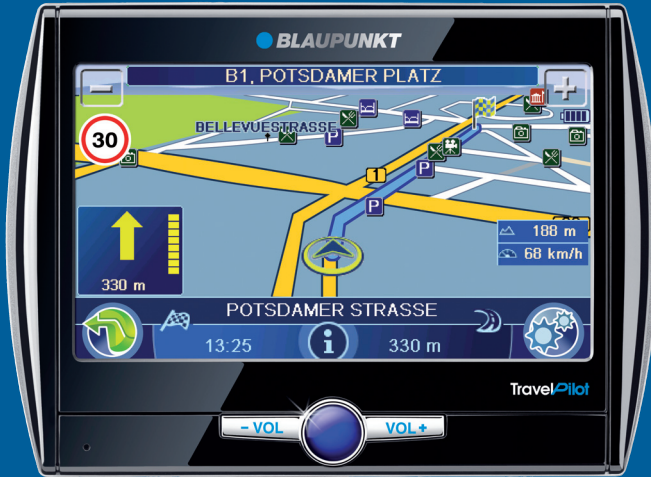 BLAUPUNKT
B1, POTSDAMER PLATZ
30
BELLEVUESTRASSE
P
1
P
P
188 m
68 km/h
330 m
POTSDAMER STRASSE
13:25
i
330 m
TravelPilot
- VOL
VOL +